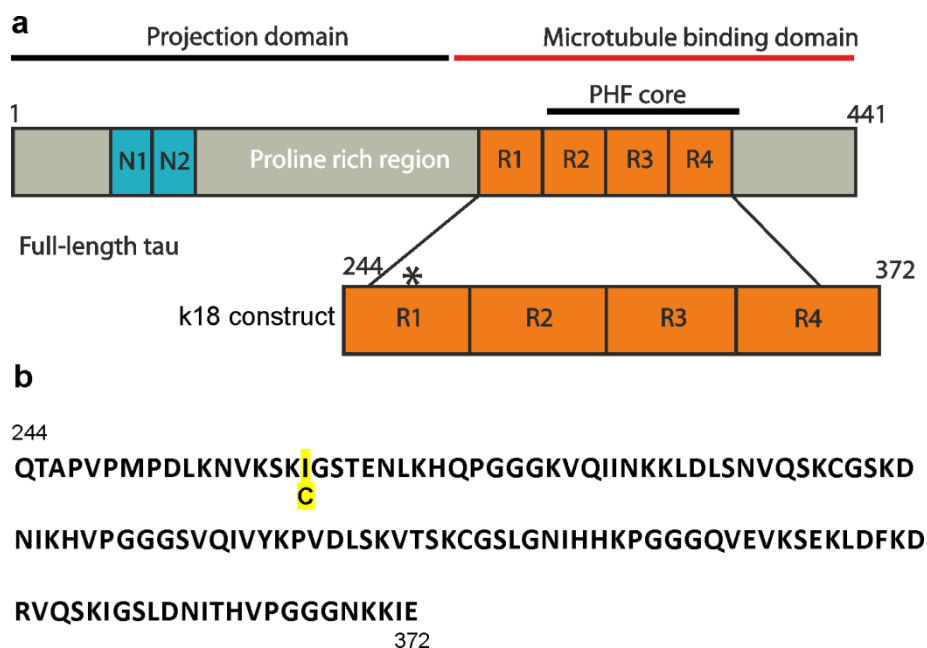 a
Projection domain Microtubule binding domain
PHF core
1 441
N1 N2 Proline rich region R1 R2 R3 R4
Full-length tau
244 * 372
k18 construct R1 R2 R3 R4
b
244
QTAPVPMPDLKNVKSKIGSTENLKHQPGGGKVQIINKKLDLSNVQSKCGSKD
C
NIKHVPGGGSVQIVYKPVDLSKVTSKCGSLGNIHHKPGGGQVEVKSEKLDFKD
RVQSKIGSLDNITHVPGGGNKKIE
372